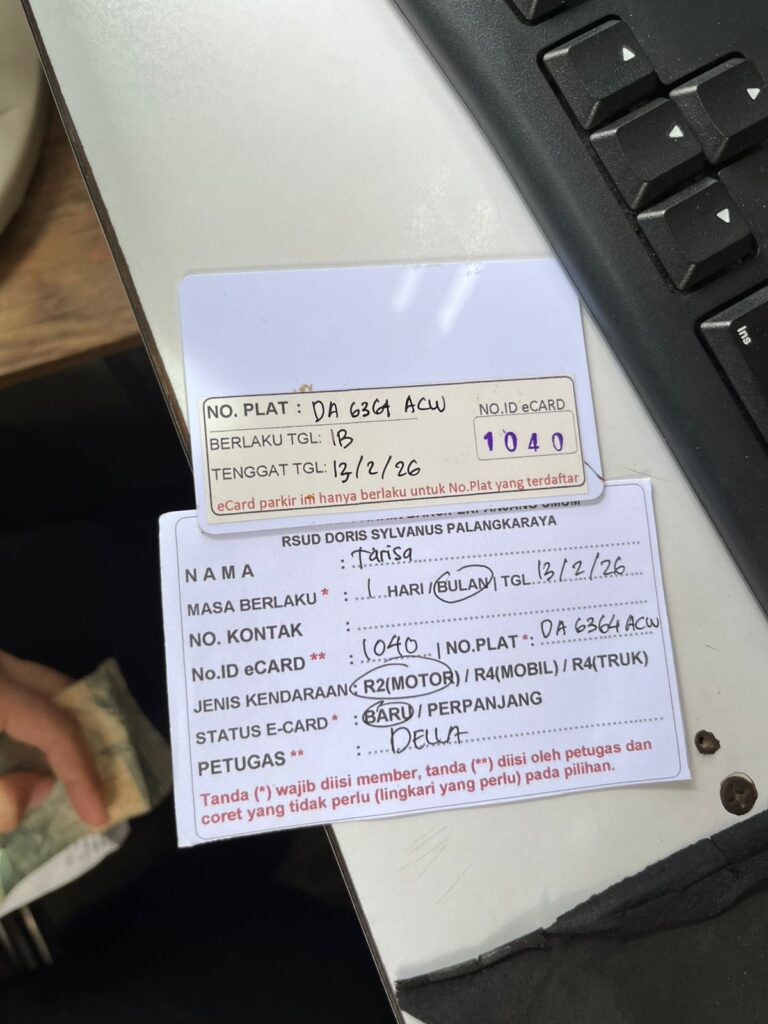 NO. PLAT : DA 6364 ACW
NO.ID eCARD
BERLAKU TGL: 1B
1040
TENGGAT TGL: 13/2/26
eCard parkir ini hanya berlaku untuk No.Plat yang terdaftar
RSUD DORIS SYLVANUS PALANGKARAYA
NAMA : Tarisa
MASA BERLAKU * : 1 HARI / BULAN | TGL 13/2/26
NO. KONTAK :
No.ID eCARD ** : 1040 | NO.PLAT *: DA 6364 ACW
JENIS KENDARAAN: R2(MOTOR) / R4(MOBIL) / R4(TRUK)
STATUS E-CARD * : BARU / PERPANJANG
PETUGAS ** : DELLA
Tanda (*) wajib diisi member, tanda (**) diisi oleh petugas dan
coret yang tidak perlu (lingkari yang perlu) pada pilihan.
Ins